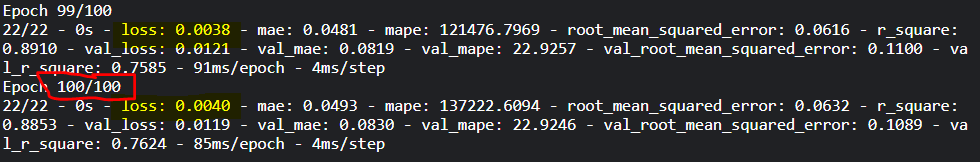 Epoch 99/100
22/22 - 0s - loss: 0.0038 - mae: 0.0481 - mape: 121476.7969 - root_mean_squared_error: 0.0616 - r_square:
0.8910 - val_loss: 0.0121 - val_mae: 0.0819 - val_mape: 22.9257 - val_root_mean_squared_error: 0.1100 - va
l_r_square: 0.7585 - 91ms/epoch - 4ms/step
Epoch 100/100
22/22 - 0s - loss: 0.0040 - mae: 0.0493 - mape: 137222.6094 - root_mean_squared_error: 0.0632 - r_square:
0.8853 - val_loss: 0.0119 - val_mae: 0.0830 - val_mape: 22.9246 - val_root_mean_squared_error: 0.1089 - va
l_r_square: 0.7624 - 85ms/epoch - 4ms/step